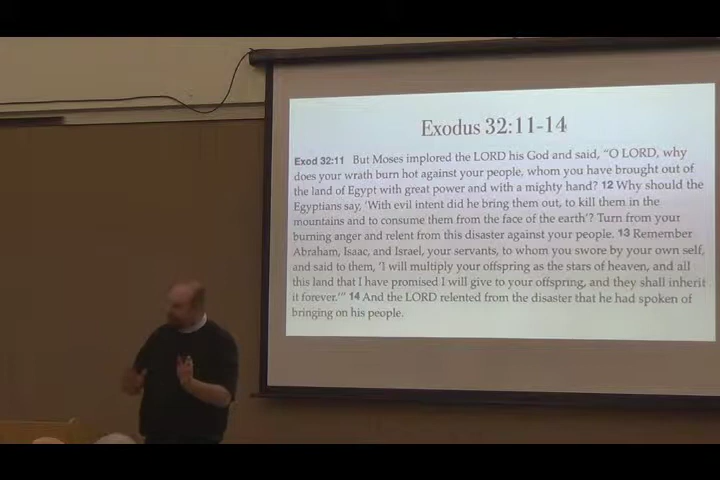 Exodus 32:11-14
Exod 32:11 But Moses implored the LORD his God and said, “O LORD, why
does your wrath burn hot against your people, whom you have brought out of
the land of Egypt with great power and with a mighty hand? 12 Why should the
Egyptians say, ‘With evil intent did he bring them out, to kill them in the
mountains and to consume them from the face of the earth’? Turn from your
burning anger and relent from this disaster against your people. 13 Remember
Abraham, Isaac, and Israel, your servants, to whom you swore by your own self,
and said to them, ‘I will multiply your offspring as the stars of heaven, and all
this land that I have promised I will give to your offspring, and they shall inherit
it forever.’” 14 And the LORD relented from the disaster that he had spoken of
bringing on his people.